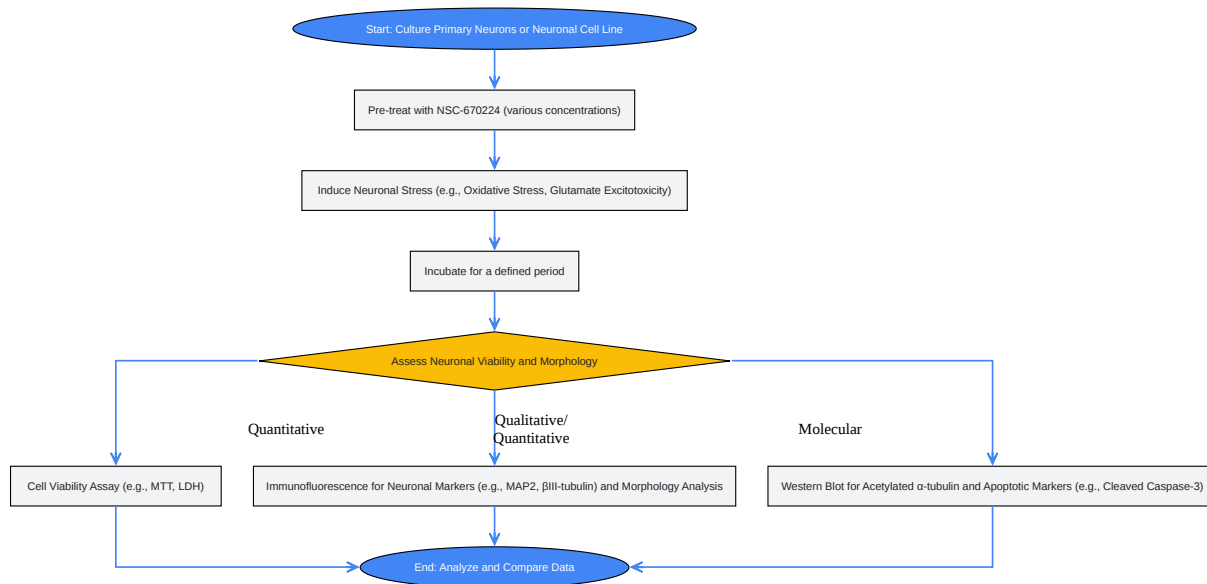 Start: Culture Primary Neurons or Neuronal Cell Line
Pre-treat with NSC-670224 (various concentrations)
Induce Neuronal Stress (e.g., Oxidative Stress, Glutamate Excitotoxicity)
Incubate for a defined period
Assess Neuronal Viability and Morphology
Quantitative
Qualitative/
Quantitative
Molecular
Cell Viability Assay (e.g., MTT, LDH)
Immunofluorescence for Neuronal Markers (e.g., MAP2, βIII-tubulin) and Morphology Analysis
Western Blot for Acetylated α-tubulin and Apoptotic Markers (e.g., Cleaved Caspase-3)
End: Analyze and Compare Data